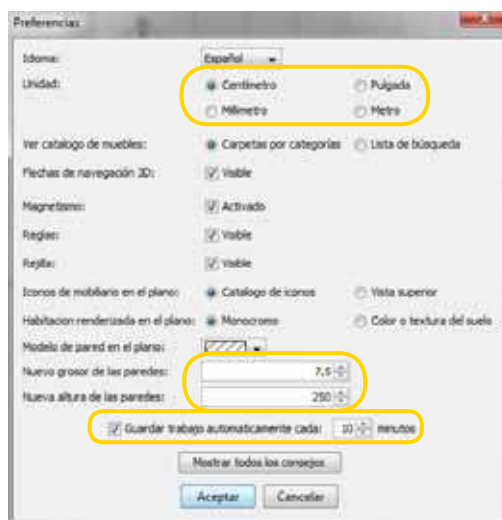 Preferencias
Idioma: Español
Unidad: Centímetro Pulgada
Milímetro Metro
Ver catalogo de muebles: Carpetas por categorías Lista de búsqueda
Flechas de navegación 3D: Visible
Magnetismo: Activado
Reglas: Visible
Rejilla: Visible
Iconos de mobiliario en el plano: Catalogo de iconos Vista superior
Habitacion renderizada en el plano: Monocromo Color o textura del suelo
Modelo de pared en el plano:
Nuevo grosor de las paredes: 7,5
Nueva altura de las paredes: 250
Guardar trabajo automaticamente cada: 10 minutos
Mostrar todos los consejos
Aceptar Cancelar